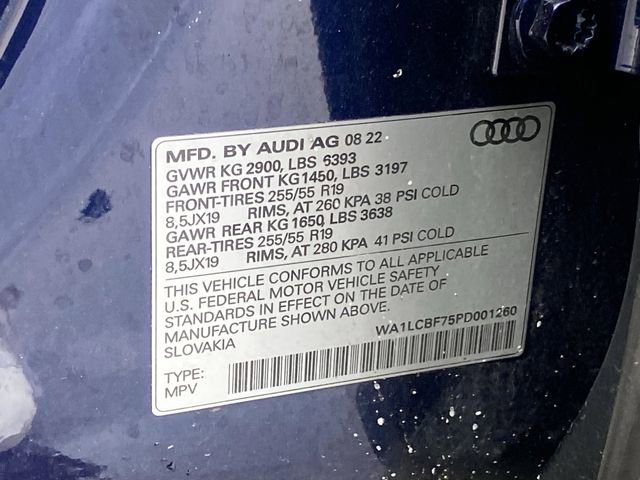 MFD. BY AUDI AG 08 22
GVWR KG 2900, LBS 6393
GAWR FRONT KG1450, LBS 3197
FRONT-TIRES 255/55 R19
8,5JX19 RIMS, AT 260 KPA 38 PSI COLD
GAWR REAR KG 1650, LBS 3638
REAR-TIRES 255/55 R19
8,5JX19 RIMS, AT 280 KPA 41 PSI COLD
THIS VEHICLE CONFORMS TO ALL APPLICABLE
U.S. FEDERAL MOTOR VEHICLE SAFETY
STANDARDS IN EFFECT ON THE DATE OF
MANUFACTURE SHOWN ABOVE.
SLOVAKIA
WA1LCBF75PD001260
TYPE:
MPV